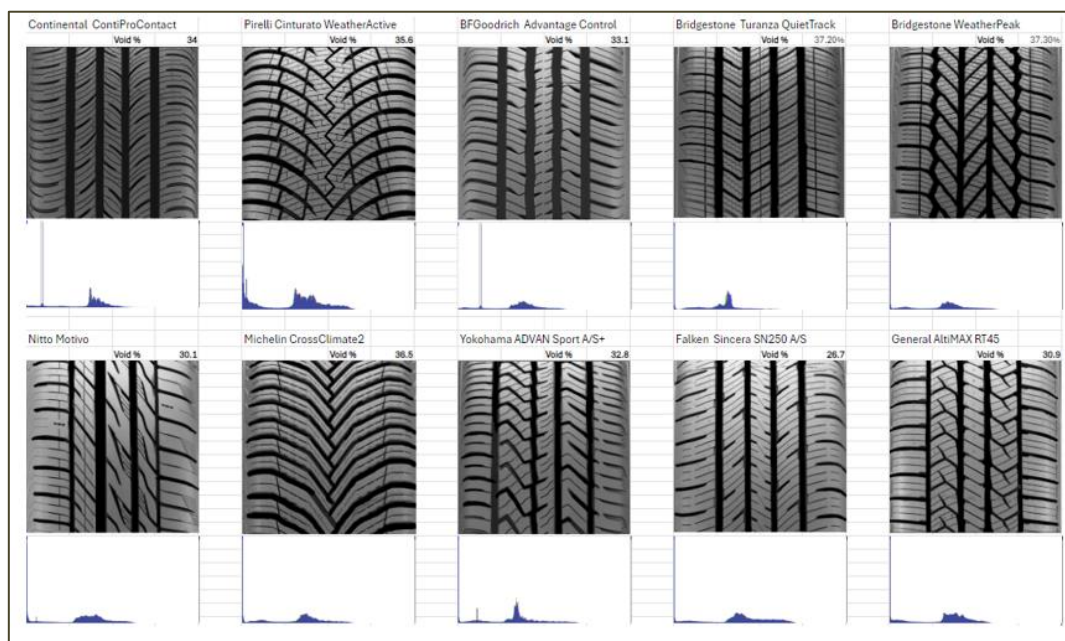 Continental ContiProContact
Void % 34
Pirelli Cinturato WeatherActive
Void % 35.6
BFGoodrich Advantage Control
Void % 33.1
Bridgestone Turanza QuietTrack
Void % 37.20%
Bridgestone WeatherPeak
Void % 37.30%
Nitto Motivo
Void % 30.1
Michelin CrossClimate2
Void % 36.5
Yokohama ADVAN Sport A/S+
Void % 32.8
Falken Sincera SN250 A/S
Void % 26.7
General AltiMAX RT45
Void % 30.9